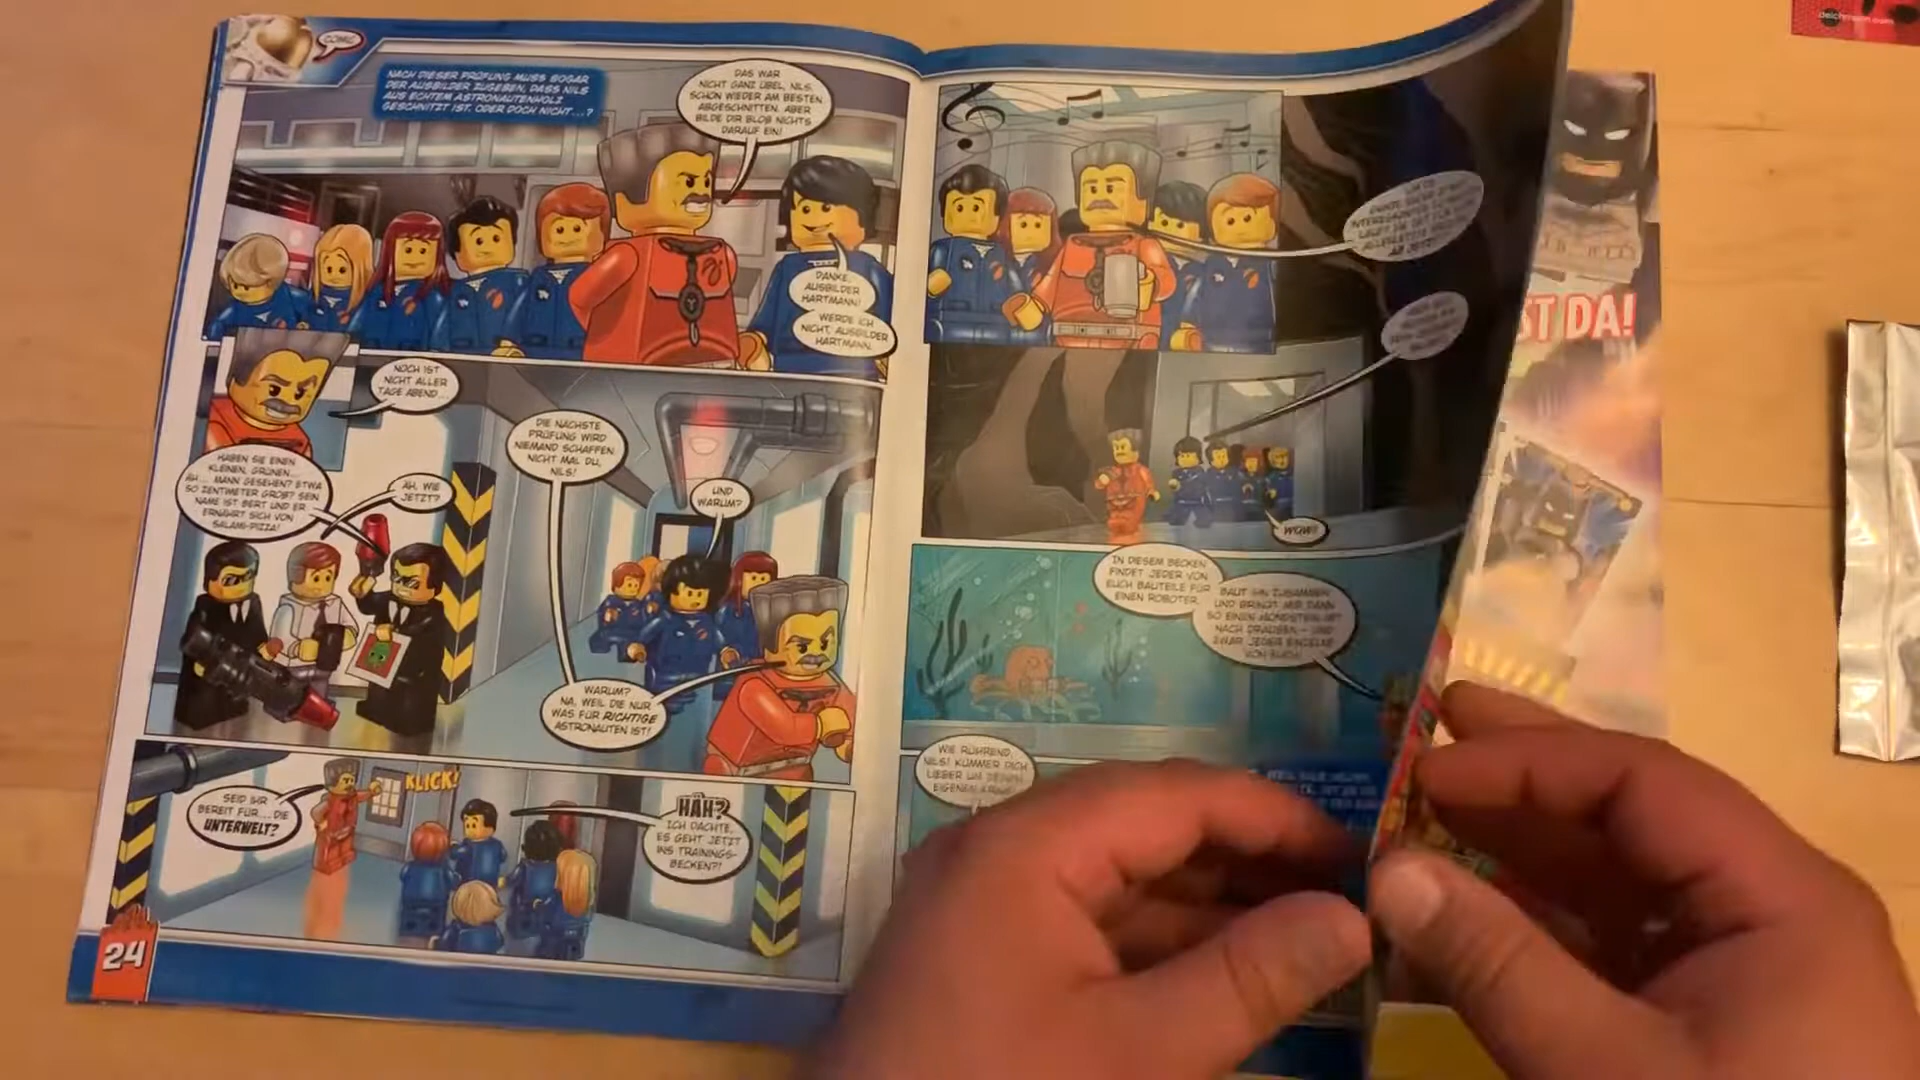 COMIC
NACH DIESER PRÜFUNG MUSS SOGAR
DER AUSBILDER ZUGEBEN, DASS NILS
AUS ECHTEM ASTRONAUTENHOLZ
GESCHNITZT IST. ODER DOCH NICHT...?
DAS WAR
NICHT GANZ ÜBEL, NILS.
SCHON WIEDER AM BESTEN
ABGESCHNITTEN. ABER
BILDE DIR BLOß NICHTS
DARAUF EIN!
DANKE,
AUSBILDER
HARTMANN!
WERDE ICH
NICHT, AUSBILDER
HARTMANN.
NOCH IST
NICHT ALLER
TAGE ABEND...
HABEN SIE EINEN
KLEINEN, GRÜNEN...
ÄH... MANN GESEHEN? ETWA
50 ZENTIMETER GROß? SEIN
NAME IST BERT UND ER
ERNÄHRT SICH VON
SALAMI-PIZZA!
ÄH, WIE
JETZT?
DIE NÄCHSTE
PRÜFUNG WIRD
NIEMAND SCHAFFEN.
NICHT MAL DU,
NILS!
UND
WARUM?
WARUM?
NA, WEIL DIE NUR
WAS FÜR RICHTIGE
ASTRONAUTEN IST!
SEID IHR
BEREIT FÜR... DIE
UNTERWELT?
KLICK!
HÄH?
ICH DACHTE,
ES GEHT JETZT
INS TRAININGS-
BECKEN?!
24
WOW!
IN DIESEM BECKEN
FINDET JEDER VON
EUCH BAUTEILE FÜR
EINEN ROBOTER.
BAUT IHN ZUSAMMEN
UND BRINGT MIR DANN
SO EINEN MONDSTEIN MIT
NACH DRAUßEN – UND
ZWAR JEDER EINZELNE
VON EUCH!
WIE RÜHREND,
NILS! KÜMMER DICH
LIEBER UM DEINEN
EIGENEN KRAM!
ST DA!
deichmann.com